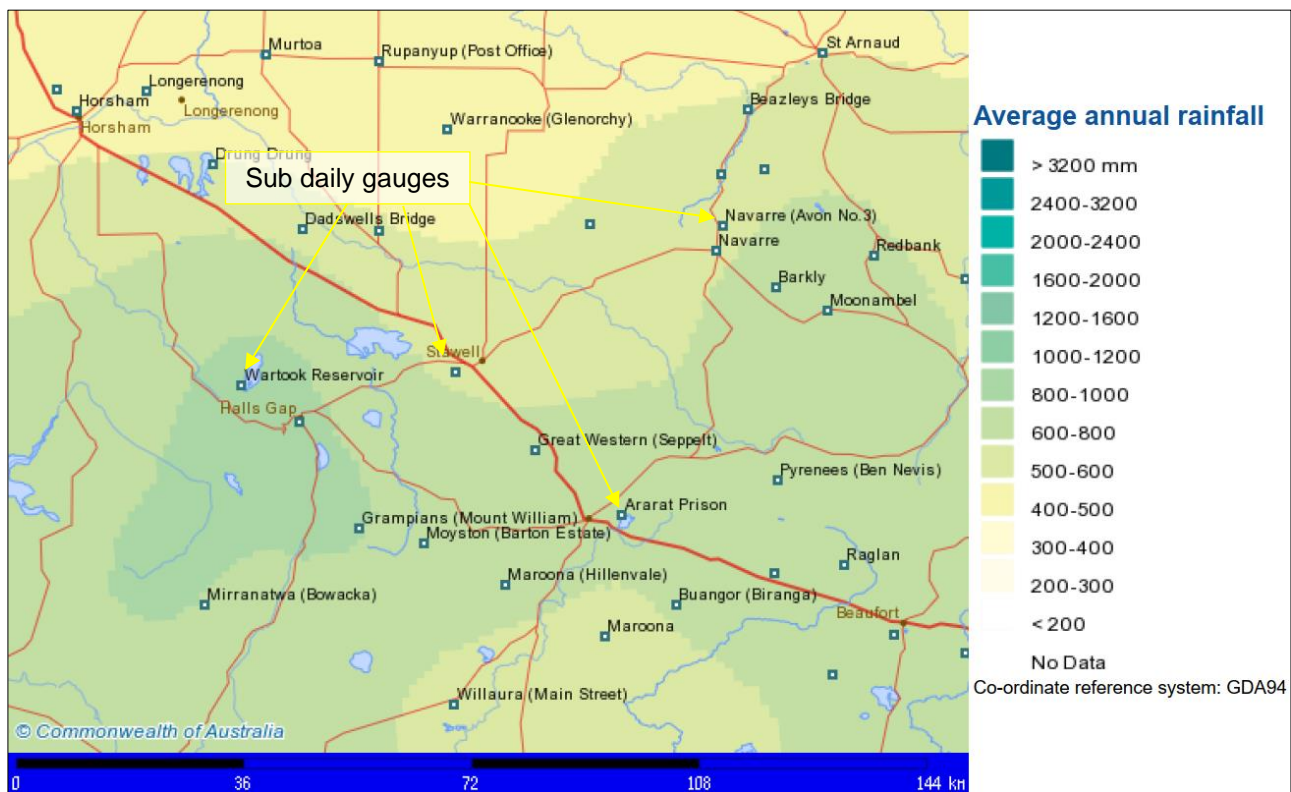 Murtoa
Rupanyup (Post Office)
St Arnaud
Longerenong
Longerenong
Horsham
Horsham
Beazleys Bridge
Warranooke (Glenorchy)
Drung Drung
Sub daily gauges
Dadswells Bridge
Navarre (Avon No.3)
Navarre
Redbank
Barkly
Moonambel
Stawell
Wartook Reservoir
Halls Gap
Great Western (Seppelt)
Pyrenees (Ben Nevis)
Ararat Prison
Grampians (Mount William)
Moyston (Barton Estate)
Raglan
Maroona (Hillenvale)
Mirranatwa (Bowacka)
Buangor (Biranga)
Beaufort
Maroona
Willaura (Main Street)
© Commonwealth of Australia
0 36 72 108 144 km
Average annual rainfall
> 3200 mm
2400-3200
2000-2400
1600-2000
1200-1600
1000-1200
800-1000
600-800
500-600
400-500
300-400
200-300
< 200
No Data
Co-ordinate reference system: GDA94